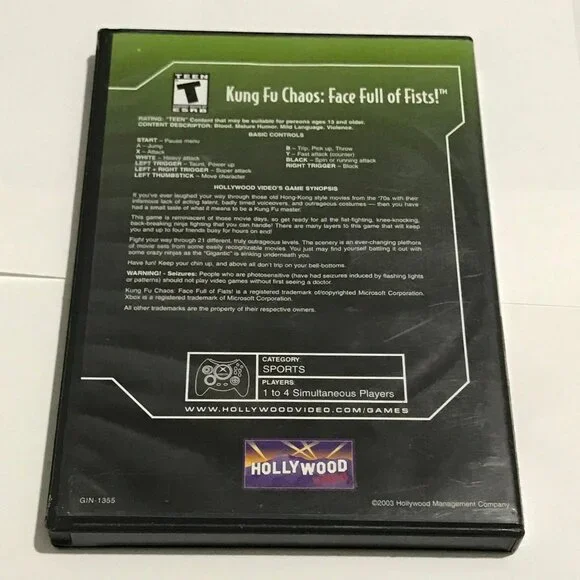 TEEN
T
ESRB
Kung Fu Chaos: Face Full of Fists!™
RATING: "TEEN" Content that may be suitable for persons ages 13 and older.
CONTENT DESCRIPTOR: Blood, Mature Humor, Mild Language, Violence.
BASIC CONTROLS
START – Pause menu
A – Jump
X – Attack
WHITE – Heavy attack
LEFT TRIGGER – Taunt, Power up
LEFT + RIGHT TRIGGER – Super attack
LEFT THUMBSTICK – Move character
B – Trip, Pick up, Throw
Y – Fast attack (counter)
BLACK – Spin or running attack
RIGHT TRIGGER – Block
HOLLYWOOD VIDEO'S GAME SYNOPSIS
If you've ever laughed your way through those old Hong-Kong style movies from the '70s with their
infamous lack of acting talent, badly timed voiceovers, and outrageous costumes — then you have
had a small taste of what it means to be a Kung Fu master.
This game is reminiscent of those movie days, so get ready for all the fist-fighting, knee-knocking,
back-breaking ninja fighting that you can handle! There are many layers to this game that will keep
you and up to four friends busy for hours on end!
Fight your way through 21 different, truly outrageous levels. The scenery is an ever-changing plethora
of movie sets from some easily recognizable movies. You just may find yourself battling it out with
some crazy ninjas as the "Gigantic" is sinking underneath you.
Have fun! Keep your chin up, and above all don't trip on your bell-bottoms.
WARNING! – Seizures: People who are photosensitive (have had seizures induced by flashing lights
or patterns) should not play video games without first seeing a doctor.
Kung Fu Chaos: Face Full of Fists! is a registered trademark of/copyrighted Microsoft Corporation.
Xbox is a registered trademark of Microsoft Corporation.
All other trademarks are the property of their respective owners.
CATEGORY:
SPORTS
PLAYERS:
1 to 4 Simultaneous Players
WWW.HOLLYWOODVIDEO.COM/GAMES
HOLLYWOOD
GIN-1355
©2003 Hollywood Management Company